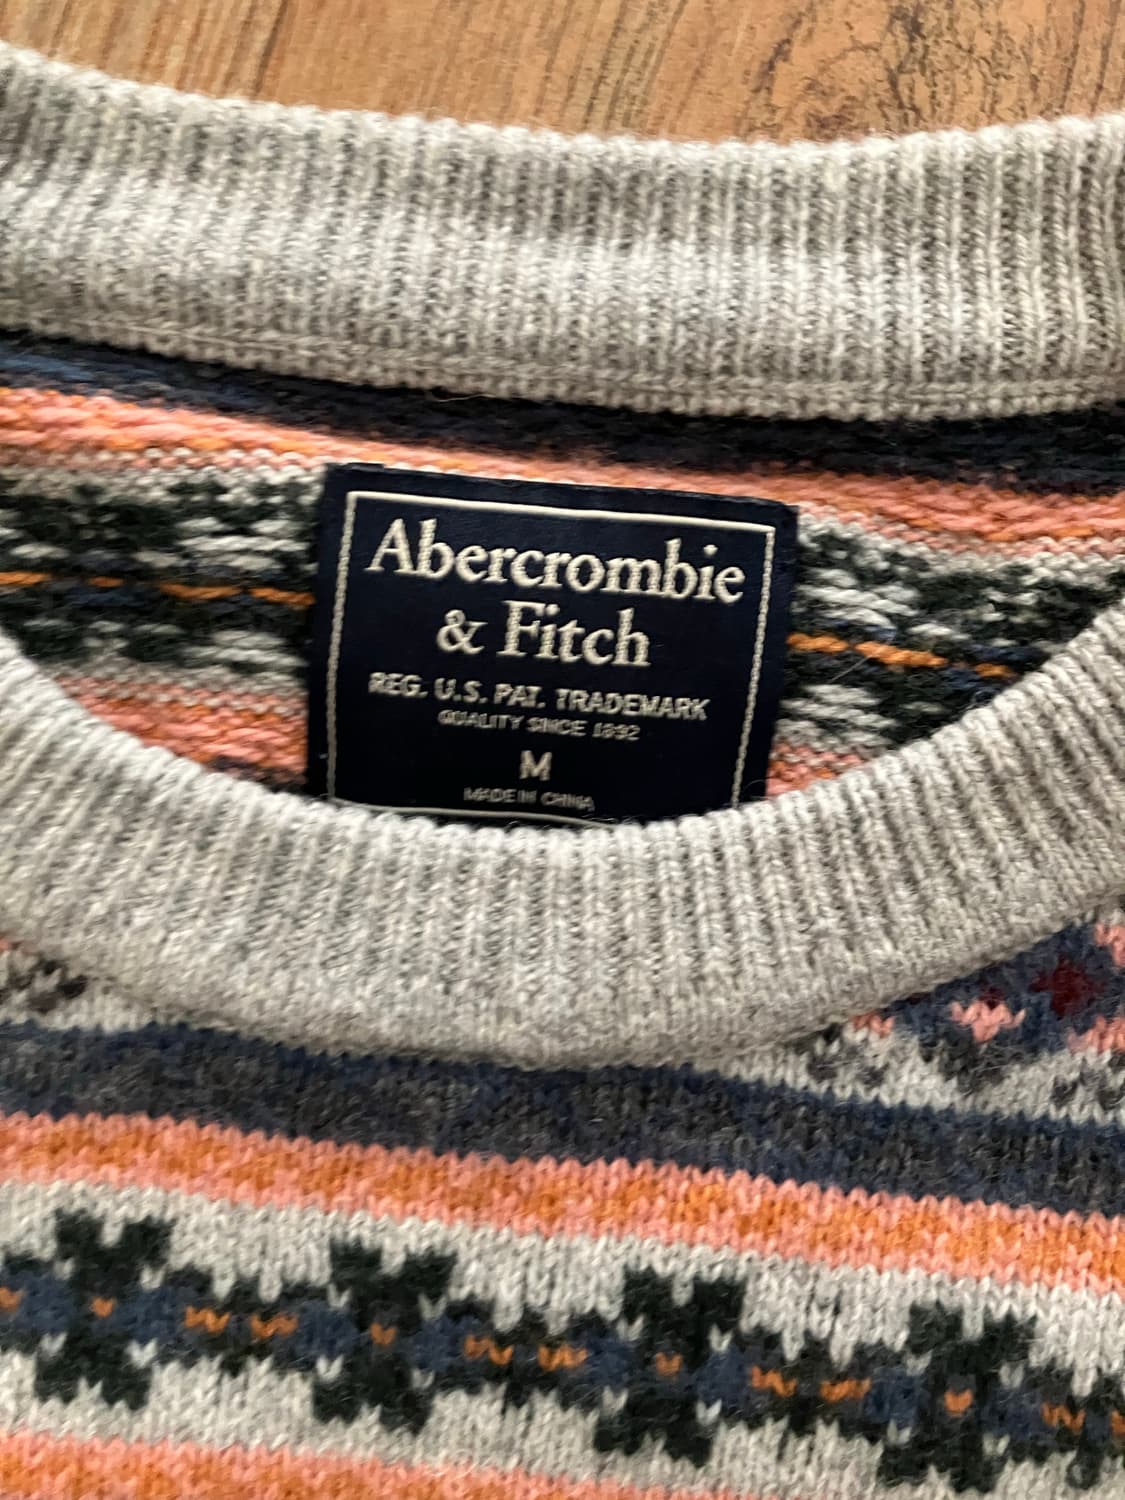 Abercrombie
& Fitch
REG. U.S. PAT. TRADEMARK
QUALITY SINCE 1892
M
MADE IN CHINA